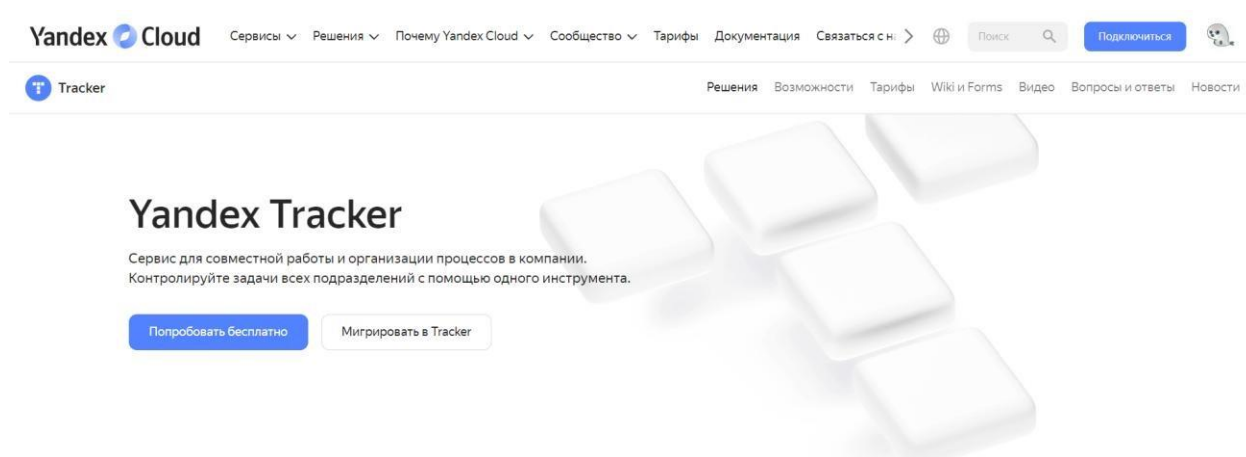 Yandex Cloud Сервисы Решения Почему Yandex Cloud Сообщество Тарифы Документация Связаться с Поиск Подключиться
Tracker Решения Возможности Тарифы Wiki и Forms Видео Вопросы и ответы Новости
Yandex Tracker
Сервис для совместной работы и организации процессов в компании.
Контролируйте задачи всех подразделений с помощью одного инструмента.
Попробовать бесплатно Мигрировать в Tracker